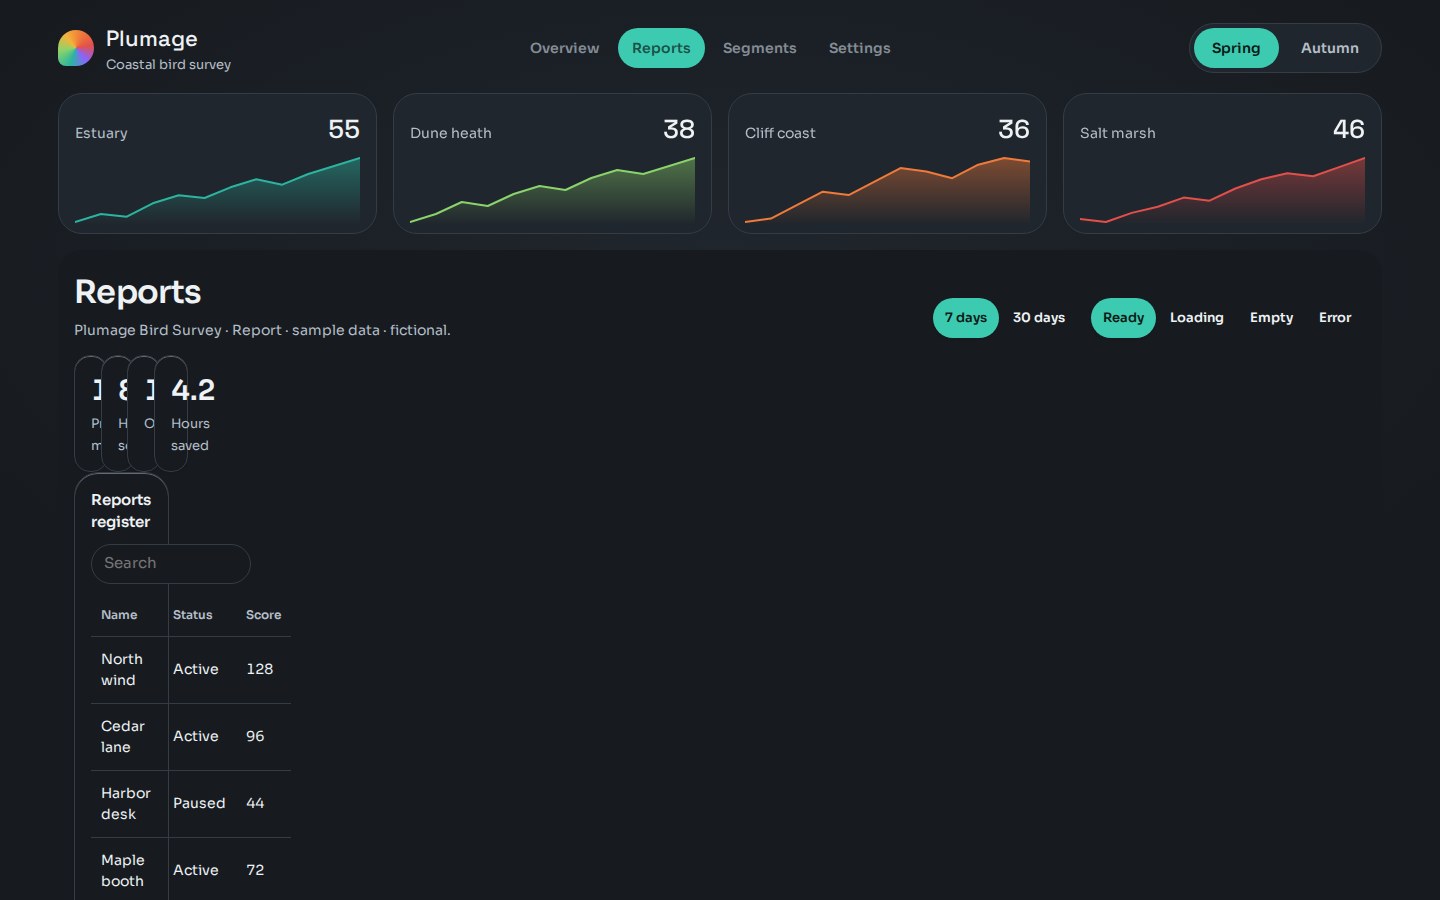 Plumage
Coastal bird survey
Overview
Reports
Segments
Settings
Spring
Autumn
Estuary
55
Dune heath
38
Cliff coast
36
Salt marsh
46
Reports
Plumage Bird Survey · Report · sample data · fictional.
7 days
30 days
Ready
Loading
Empty
Error
4.2
Hours
saved
Reports
register
Search
Name Status Score
North
wind
Active 128
Cedar
lane
Active 96
Harbor
desk
Paused 44
Maple
booth
Active 72